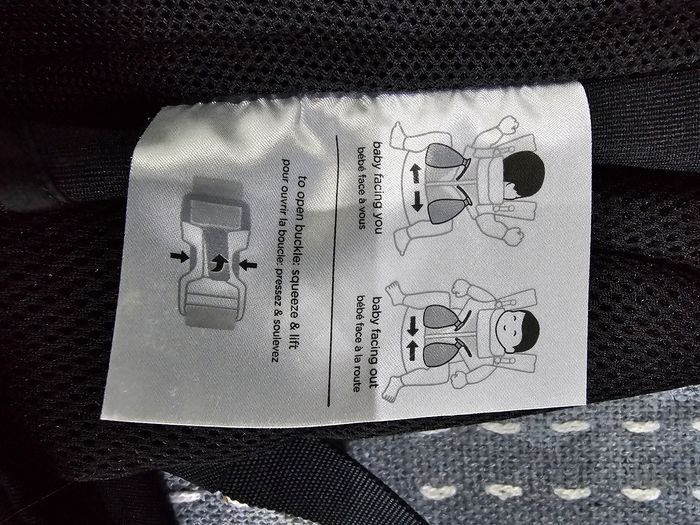 baby facing you
bébé face à vous
baby facing out
bébé face à la route
to open buckle: squeeze & lift
pour ouvrir la boucle: pressez & soulevez